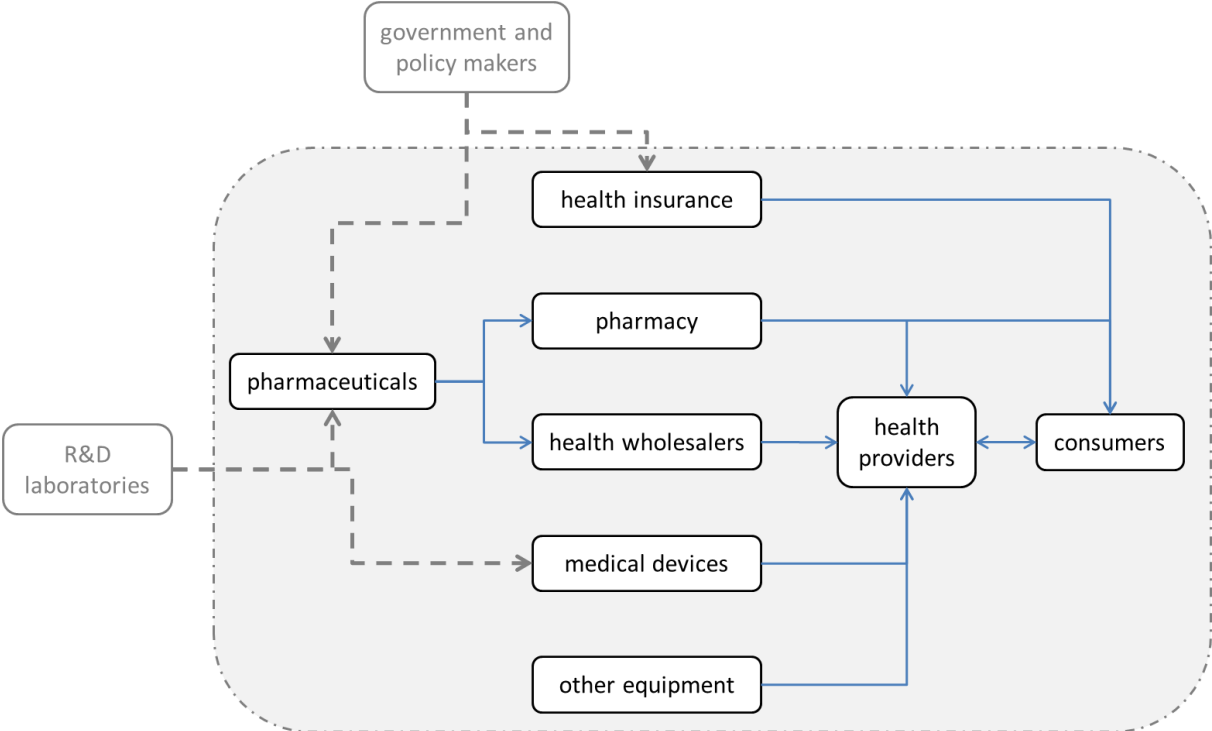 government and
policy makers
health insurance
pharmacy
pharmaceuticals
health wholesalers
health
providers
consumers
R&D
laboratories
medical devices
other equipment